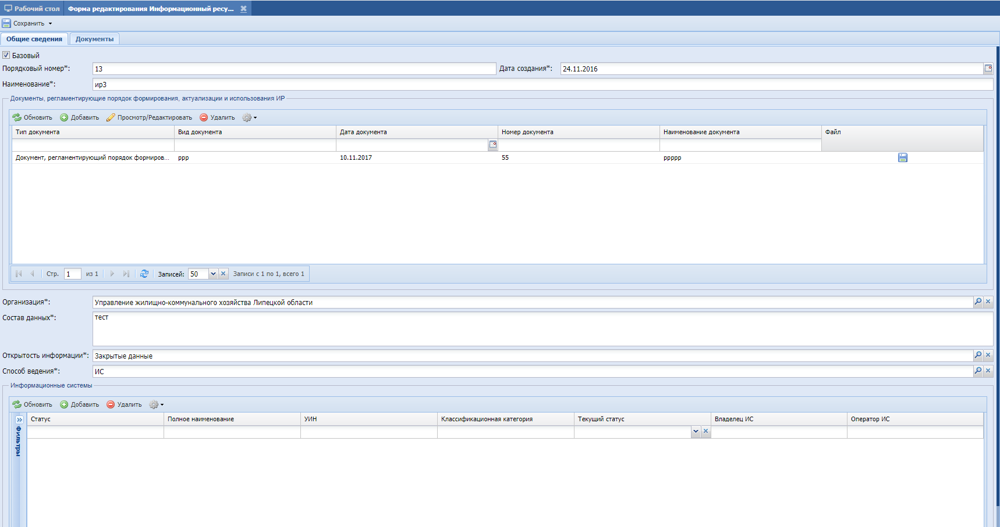 Рабочий стол Форма редактирования Информационный ресу...
Сохранить
Общие сведения Документы
Базовый
Порядковый номер*: 13 Дата создания*: 24.11.2016
Наименование*: ир3
Документы, регламентирующие порядок формирования, актуализации и использования ИР
Обновить Добавить Просмотр/Редактировать Удалить
Тип документа Вид документа Дата документа Номер документа Наименование документа Файл
Документ, регламентирующий порядок формиров... ррр 10.11.2017 55 ррррр
Стр. 1 из 1 Записей: 50 Записи с 1 по 1, всего 1
Организация*: Управление жилищно-коммунального хозяйства Липецкой области
Состав данных*: тест
Открытость информации*: Закрытые данные
Способ ведения*: ИС
Информационные системы
Обновить Добавить Удалить
Фильтры
Статус Полное наименование УИН Классификационная категория Текущий статус Владелец ИС Оператор ИС